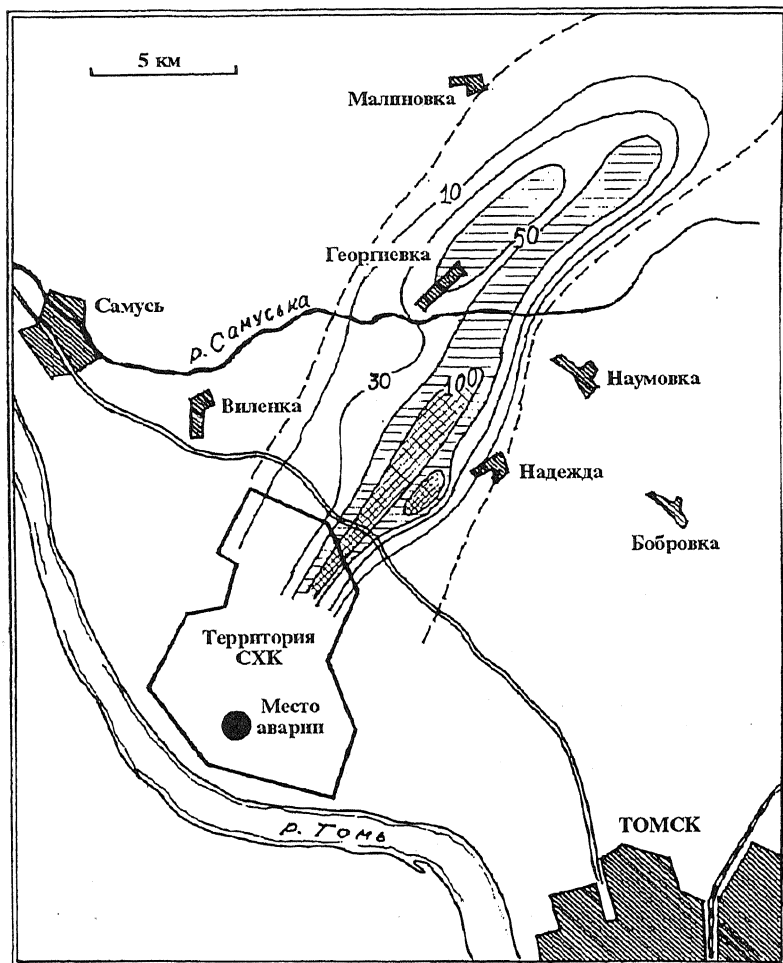 5 км
Малиновка
10
50
Георгиевка
Самусь
р. Самуська
30
100
Наумовка
Виленка
Надежда
Бобровка
Территория
СХК
Место
аварии
р. Томь
ТОМСК